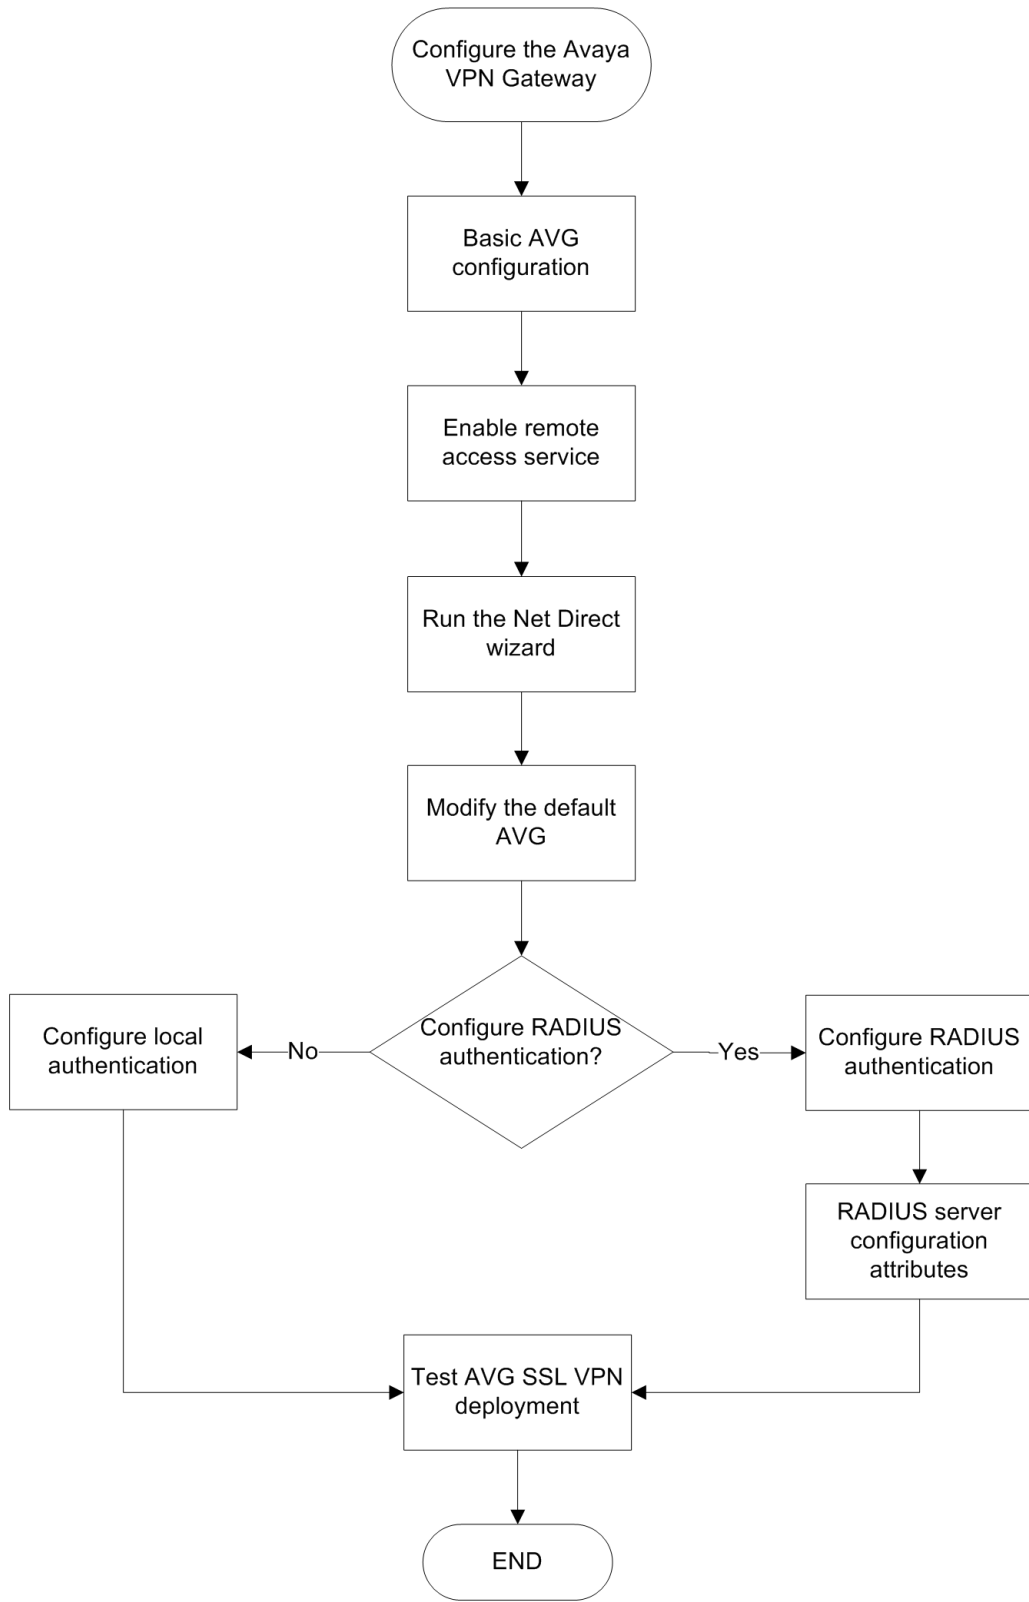 Configure the Avaya
VPN Gateway
Basic AVG
configuration
Enable remote
access service
Run the Net Direct
wizard
Modify the default
AVG
Configure RADIUS
authentication?
No
Configure local
authentication
Yes
Configure RADIUS
authentication
RADIUS server
configuration
attributes
Test AVG SSL VPN
deployment
END